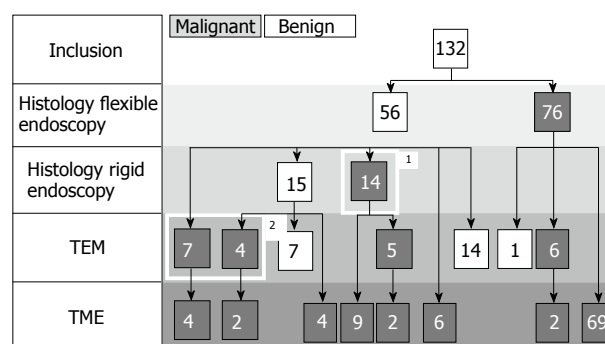 Malignant Benign
Inclusion
132
Histology flexible
endoscopy
56 76
Histology rigid
endoscopy
15 14 1
TEM
7 4 2 7 5 14 1 6
TME
4 2 4 9 2 6 2 69